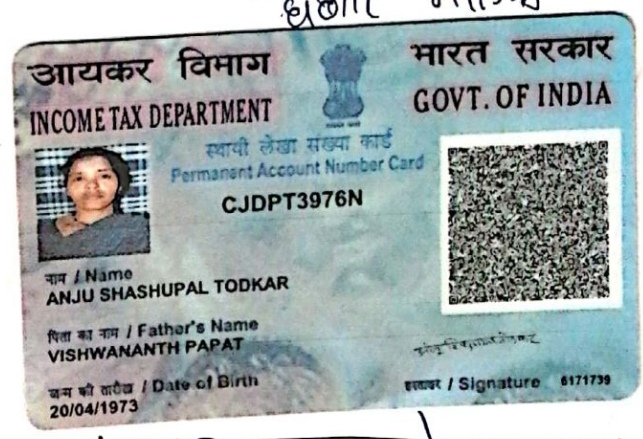 आयकर विभाग
भारत सरकार
INCOME TAX DEPARTMENT
GOVT. OF INDIA
स्थायी लेखा संख्या कार्ड
Permanent Account Number Card
CJDPT3976N
नाम / Name
ANJU SHASHUPAL TODKAR
पिता का नाम / Father's Name
VISHWANANTH PAPAT
जन्म की तारीख / Date of Birth
20/04/1973
हस्ताक्षर / Signature
6171739